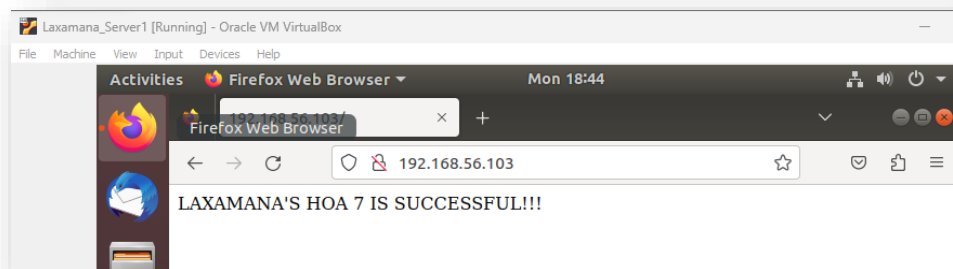 Laxamana_Server1 [Running] - Oracle VM VirtualBox
File Machine View Input Devices Help
Activities Firefox Web Browser Mon 18:44
192.168.56.103/
Firefox Web Browser
192.168.56.103
LAXAMANA'S HOA 7 IS SUCCESSFUL!!!